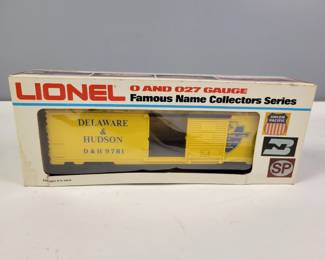 LIONEL
O AND O27 GAUGE
Famous Name Collectors Series
DELAWARE
&
HUDSON
D & H 9781
UNION
PACIFIC
SP